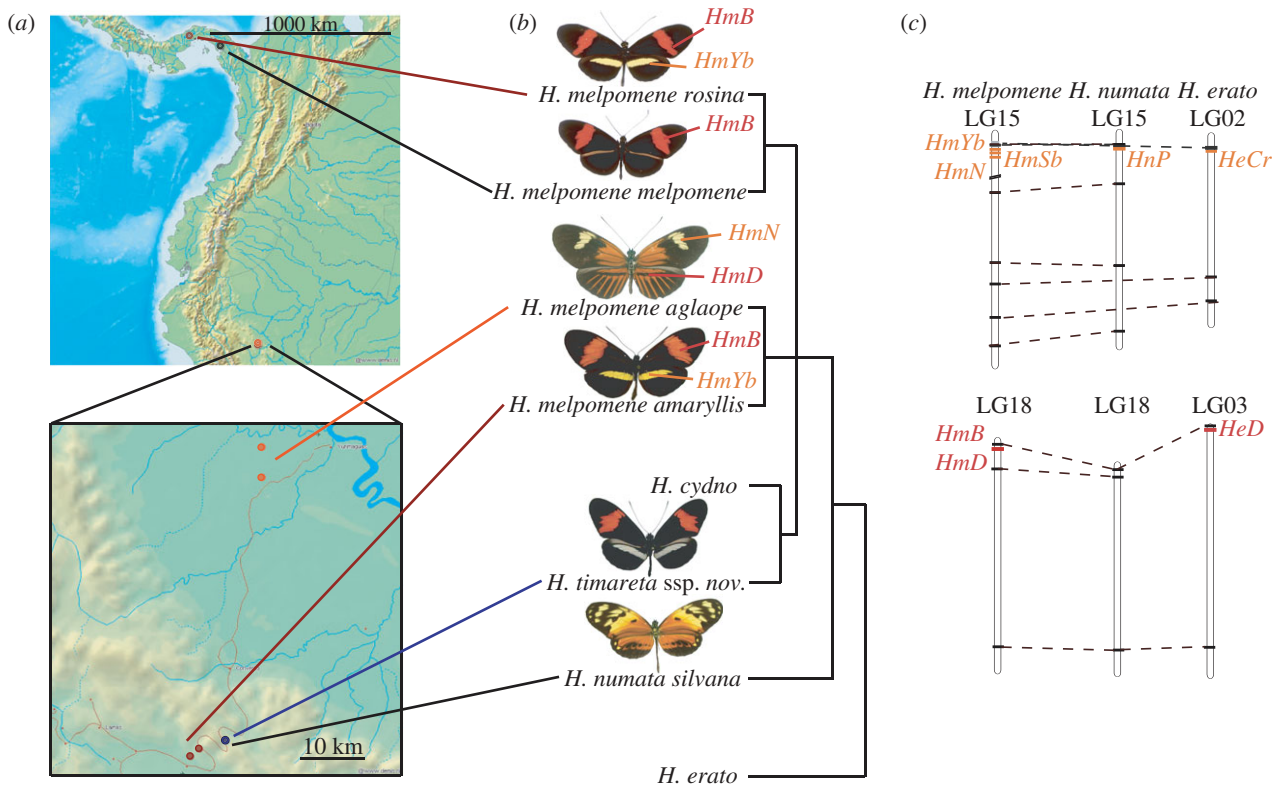 (a)
1000 km
10 km
(b)
HmB
HmYb
H. melpomene rosina
HmB
H. melpomene melpomene
HmN
HmD
H. melpomene aglaope
HmB
HmYb
H. melpomene amaryllis
H. cydno
H. timareta ssp. nov.
H. numata silvana
H. erato
(c)
H. melpomene H. numata H. erato
LG15 LG15 LG02
HmYb
HmSb HnP HeCr
HmN
LG18 LG18 LG03
HmB HeD
HmD